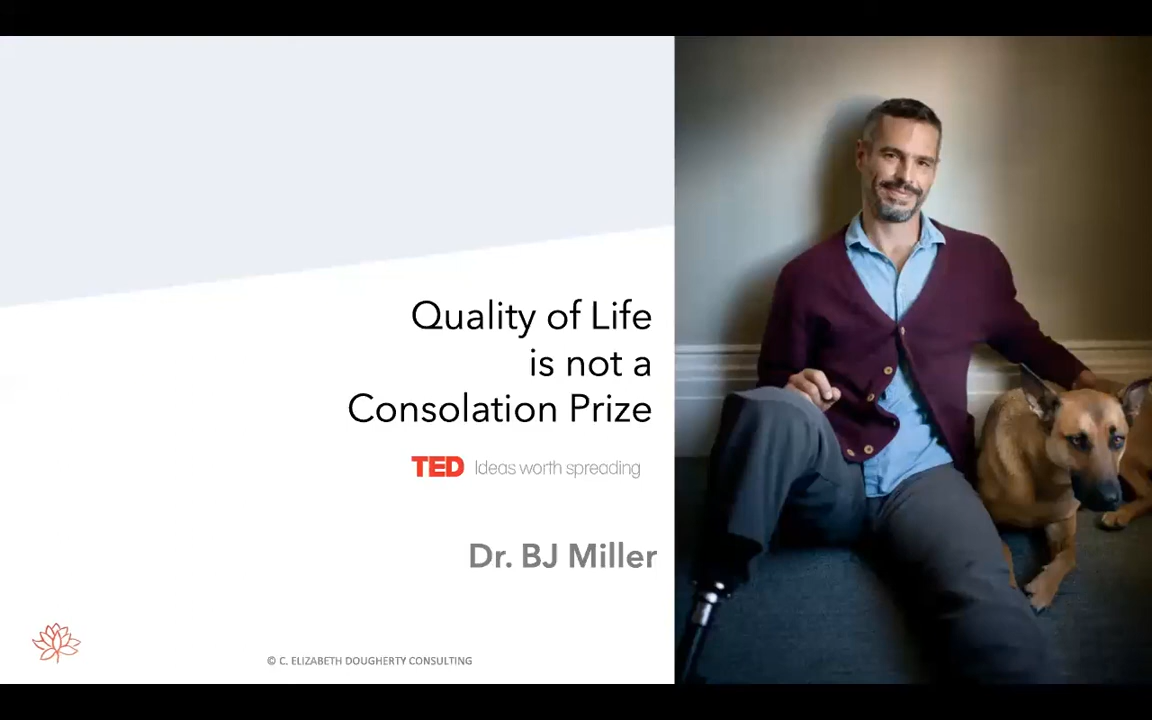 Quality of Life
is not a
Consolation Prize
TED Ideas worth spreading
Dr. BJ Miller
© C. ELIZABETH DOUGHERTY CONSULTING